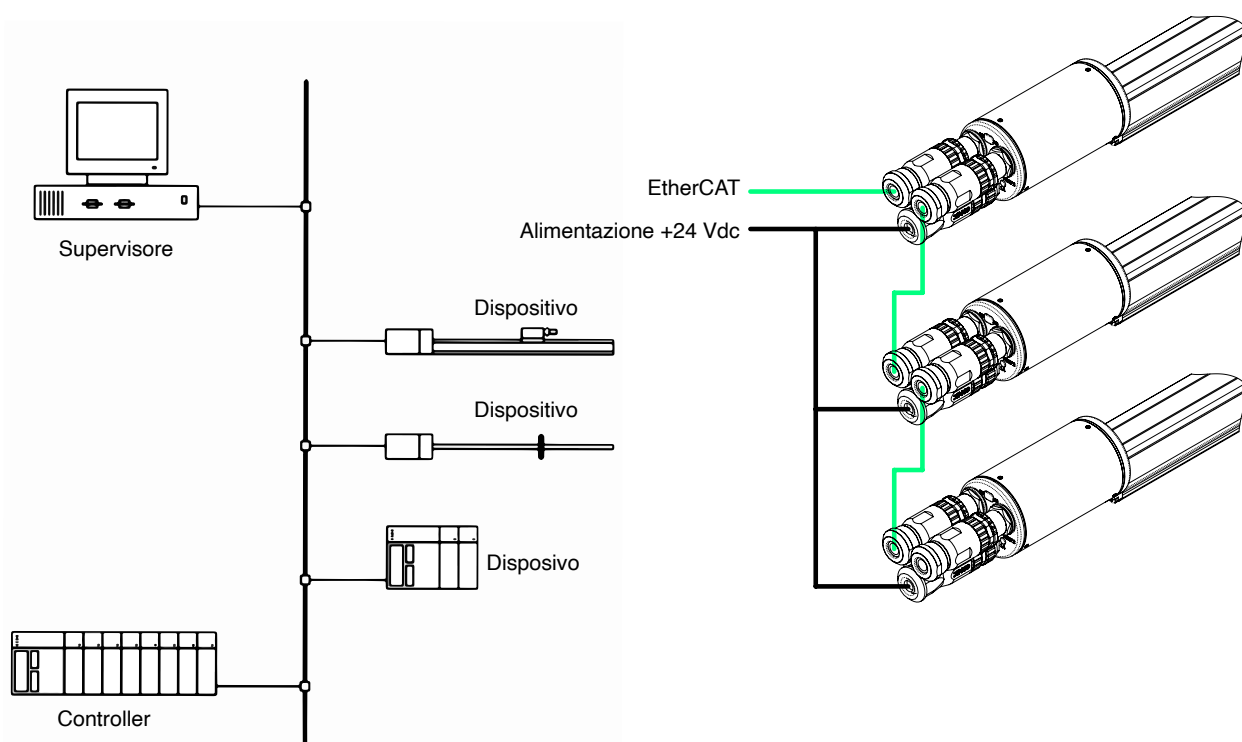 Supervisore
Dispositivo
Dispositivo
Disposivo
Controller
EtherCAT
Alimentazione +24 Vdc